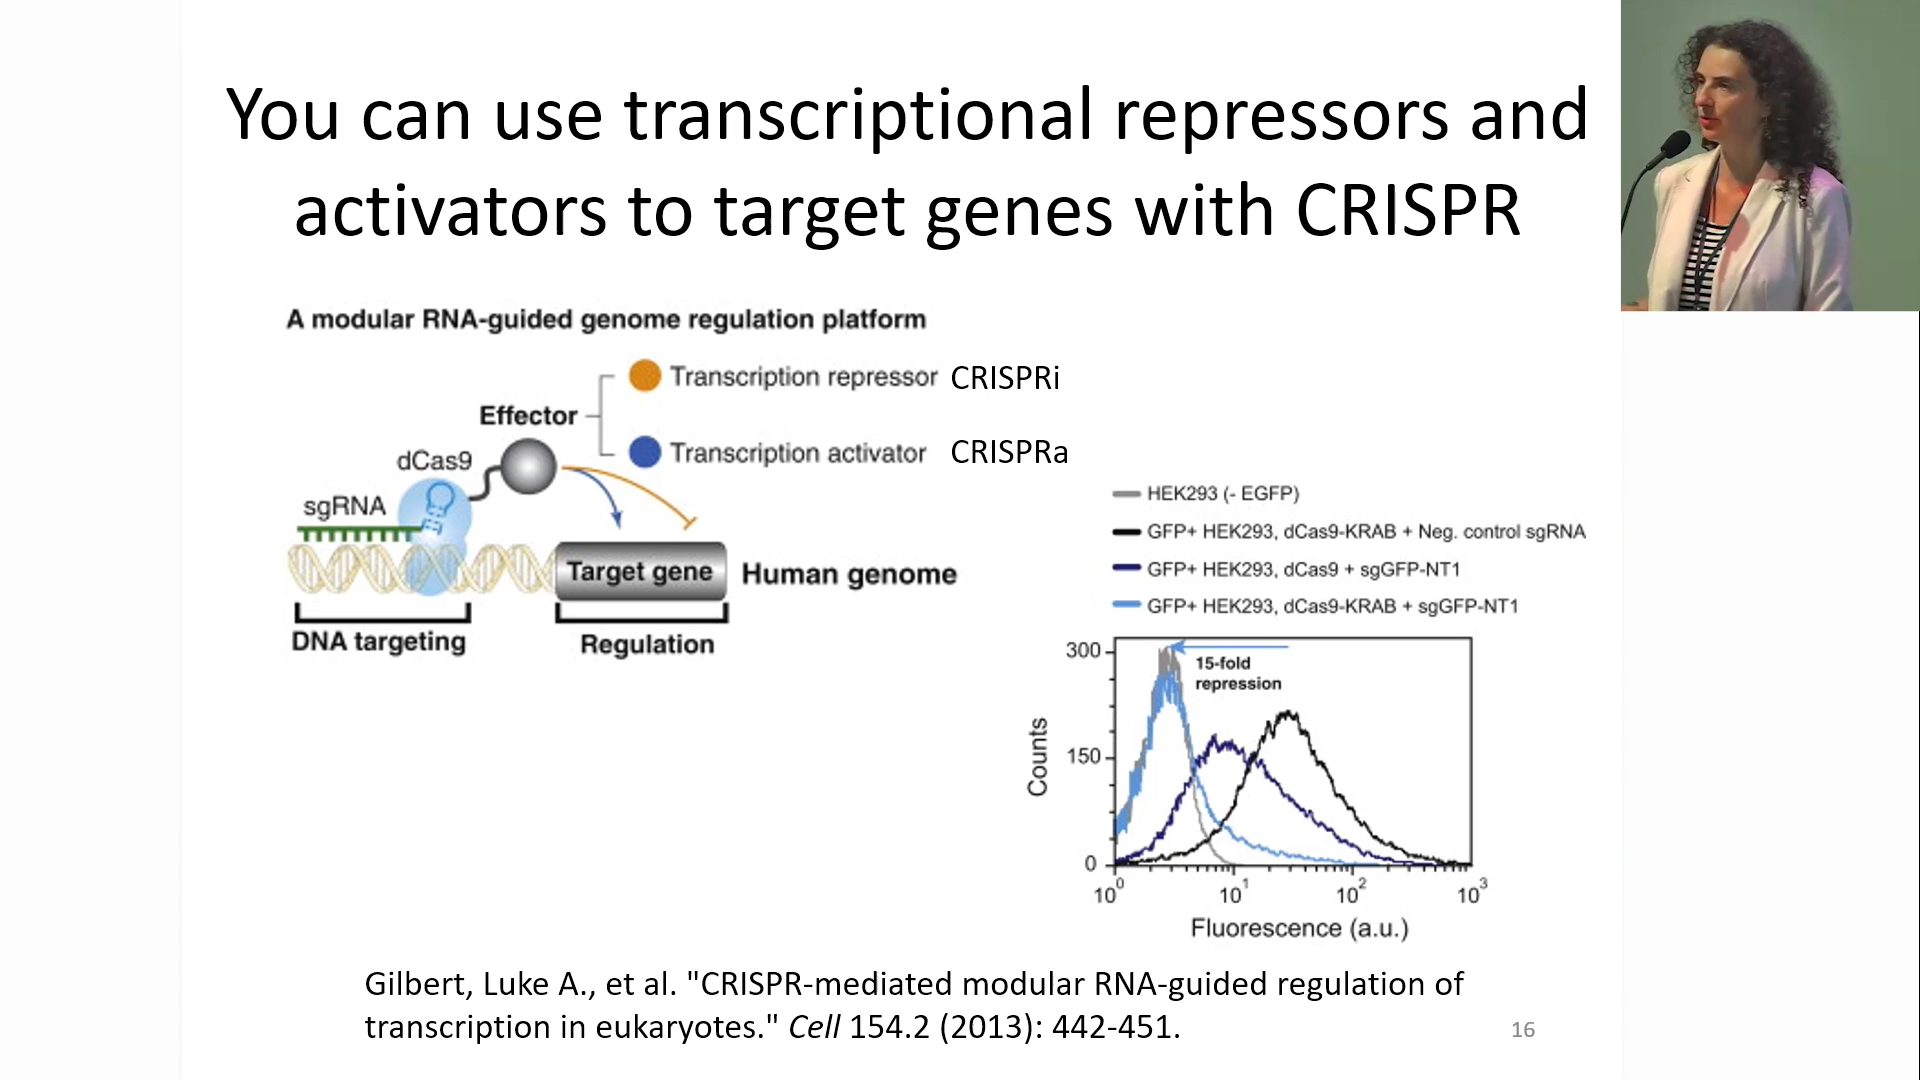 You can use transcriptional repressors and
activators to target genes with CRISPR
A modular RNA-guided genome regulation platform
Transcription repressor CRISPRi
Effector
Transcription activator CRISPRa
dCas9
sgRNA
Target gene
Human genome
DNA targeting
Regulation
HEK293 (- EGFP)
GFP+ HEK293, dCas9-KRAB + Neg. control sgRNA
GFP+ HEK293, dCas9 + sgGFP-NT1
GFP+ HEK293, dCas9-KRAB + sgGFP-NT1
300
15-fold
repression
150
Counts
0
10⁰ 10¹ 10² 10³
Fluorescence (a.u.)
Gilbert, Luke A., et al. "CRISPR-mediated modular RNA-guided regulation of
transcription in eukaryotes." Cell 154.2 (2013): 442-451.
16